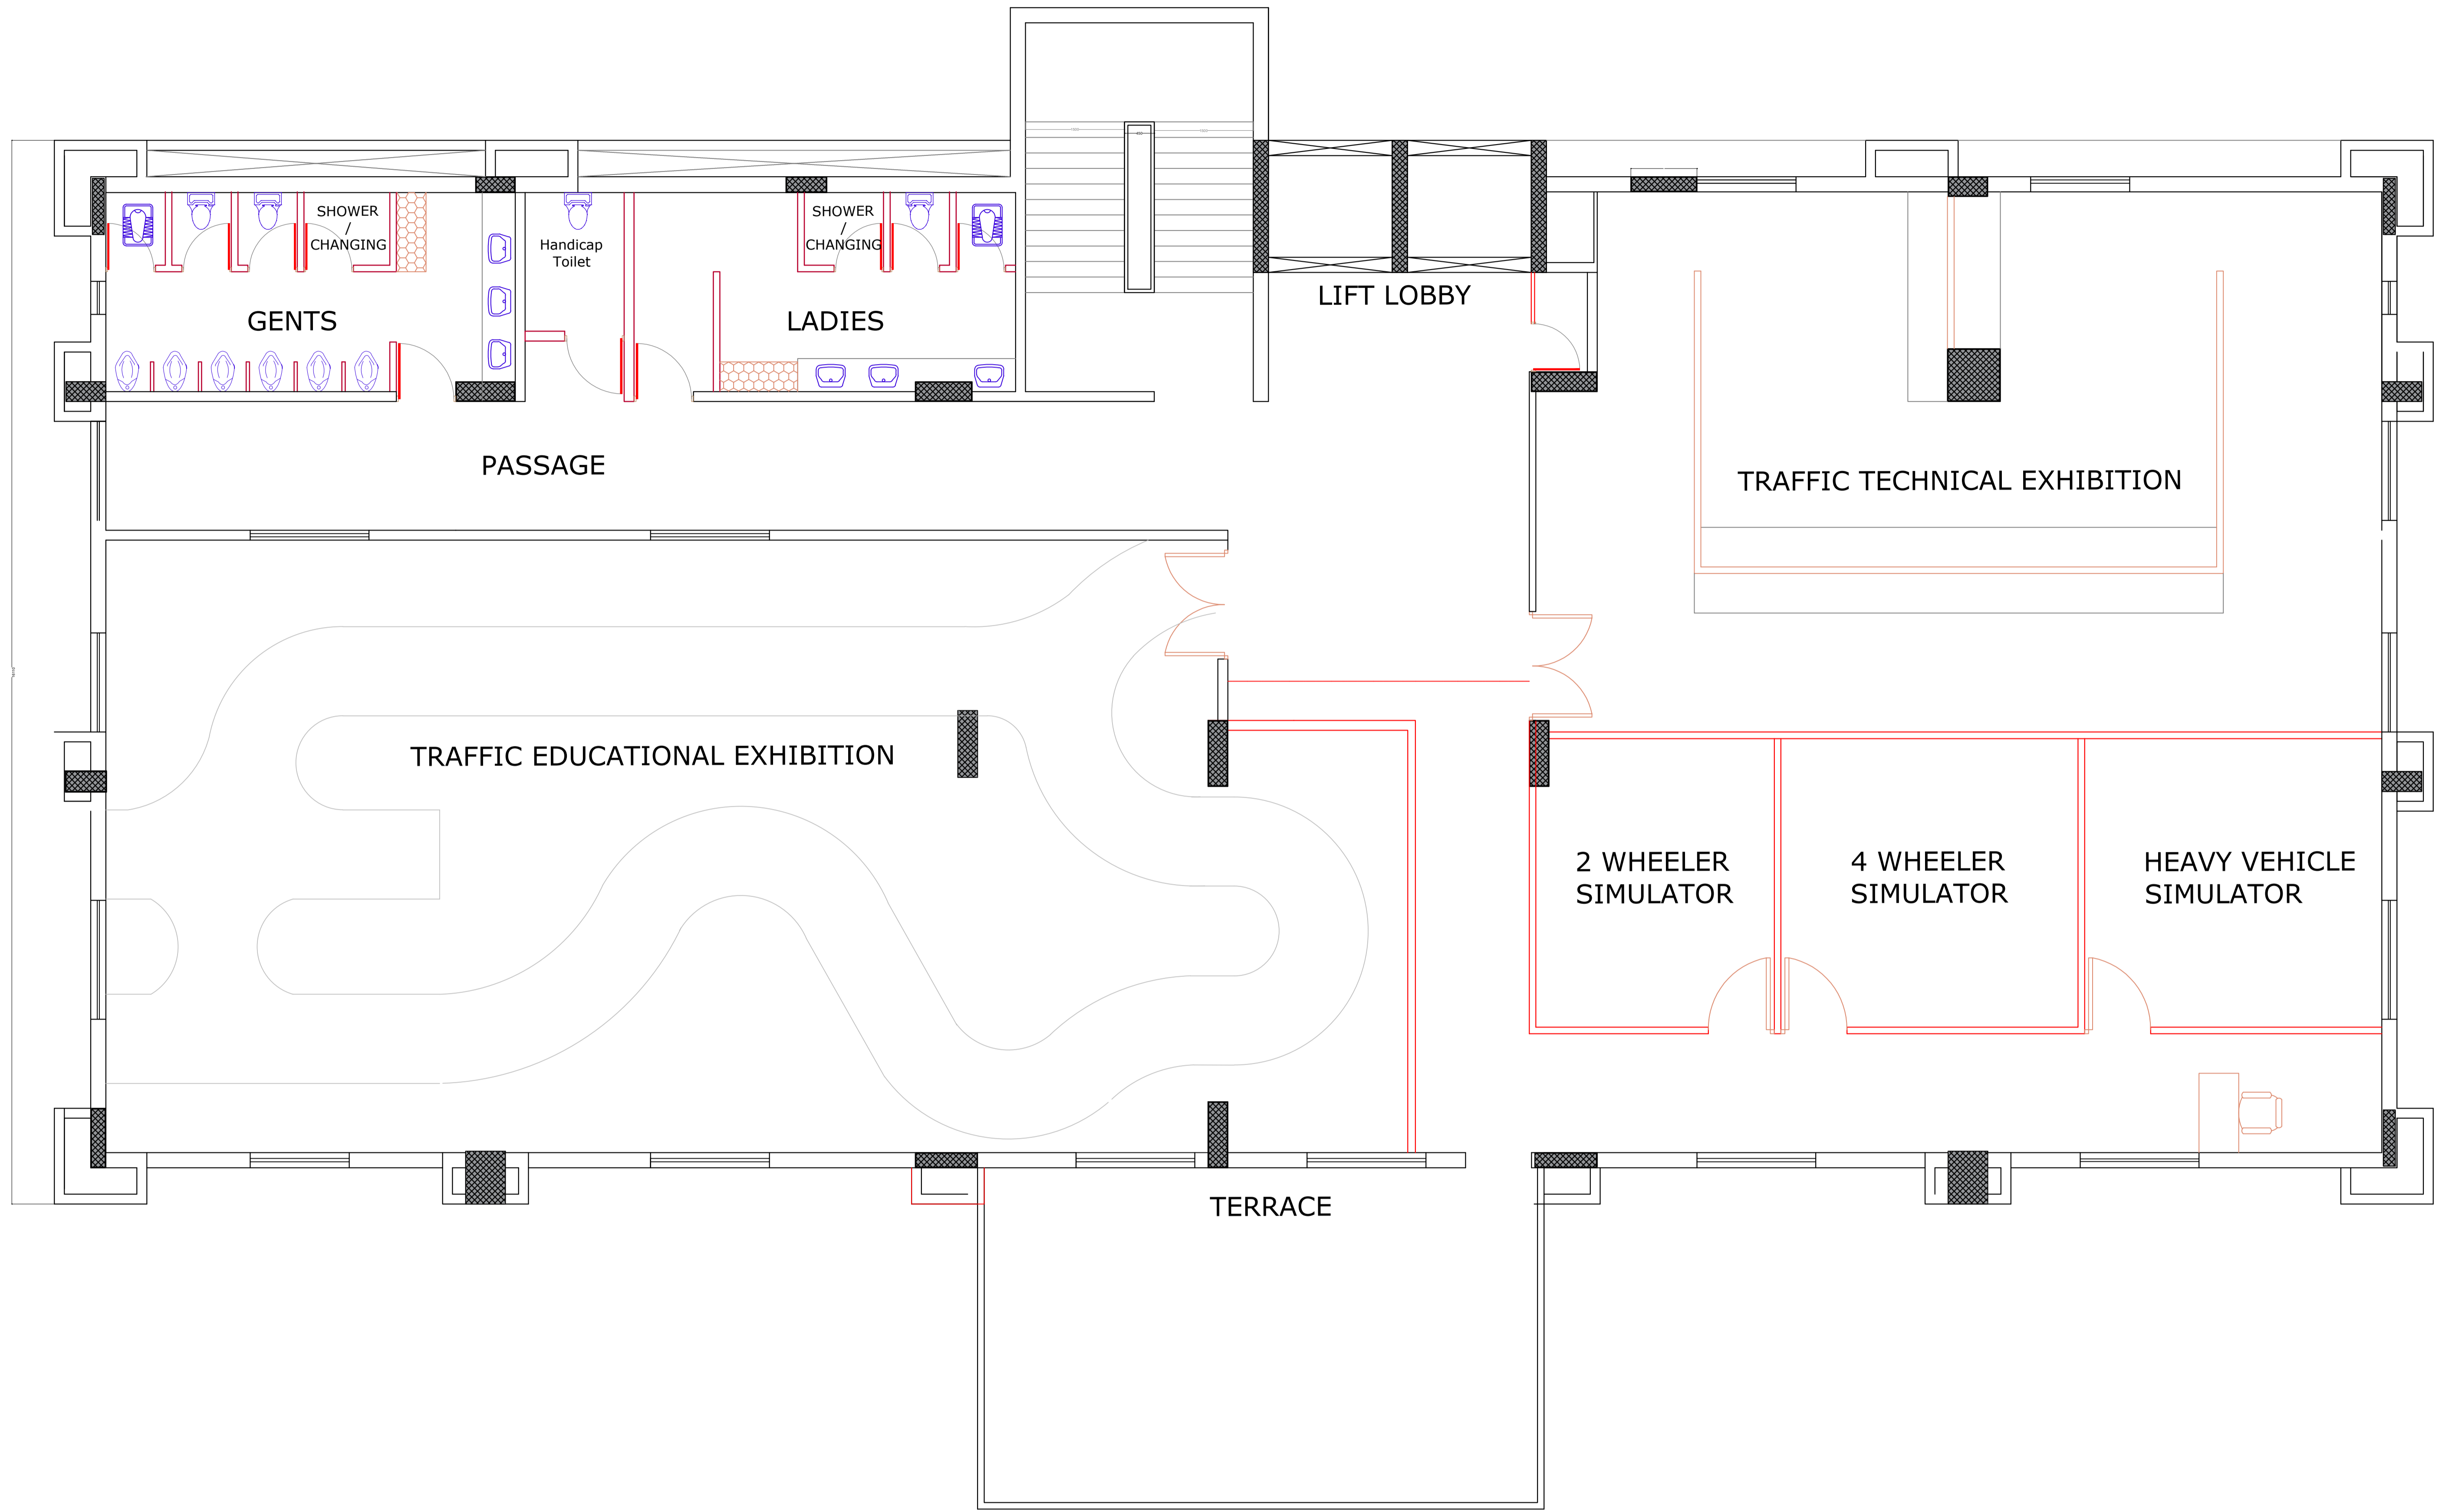 SHOWER
/
CHANGING
Handicap
Toilet
SHOWER
/
CHANGING
GENTS
LADIES
LIFT LOBBY
PASSAGE
TRAFFIC TECHNICAL EXHIBITION
TRAFFIC EDUCATIONAL EXHIBITION
2 WHEELER
SIMULATOR
4 WHEELER
SIMULATOR
HEAVY VEHICLE
SIMULATOR
TERRACE